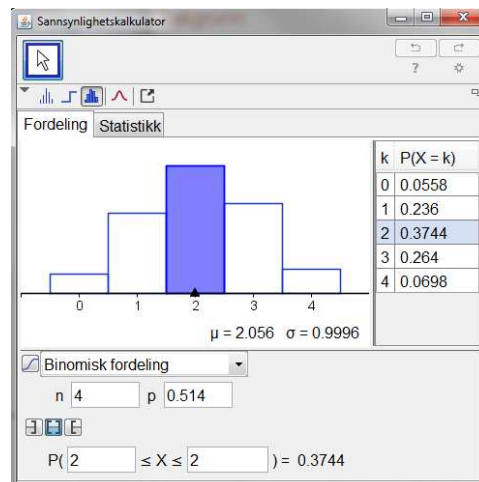 Sannsynlighetskalkulator
?
Fordeling Statistikk
k P(X = k)
0 0.0558
1 0.236
2 0.3744
3 0.264
4 0.0698
0 1 2 3 4
μ = 2.056 σ = 0.9996
Binomisk fordeling
n 4 p 0.514
P( 2 ≤ X ≤ 2 ) = 0.3744